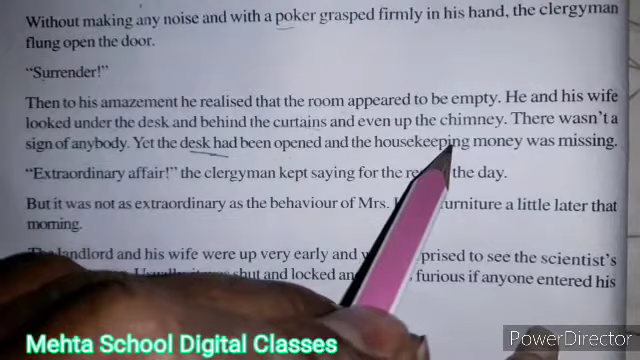 Without making any noise and with a poker grasped firmly in his hand, the clergyman
flung open the door.
“Surrender!”
Then to his amazement he realised that the room appeared to be empty. He and his wife
looked under the desk and behind the curtains and even up the chimney. There wasn’t a
sign of anybody. Yet the desk had been opened and the housekeeping money was missing.
“Extraordinary affair!” the clergyman kept saying for the the day.
But it was not as extraordinary as the behaviour of Mrs. furniture a little later that
morning.
The landlord and his wife were up very early and prised to see the scientist’s
shut and locked furious if anyone entered his
Mehta School Digital Classes
PowerDirector